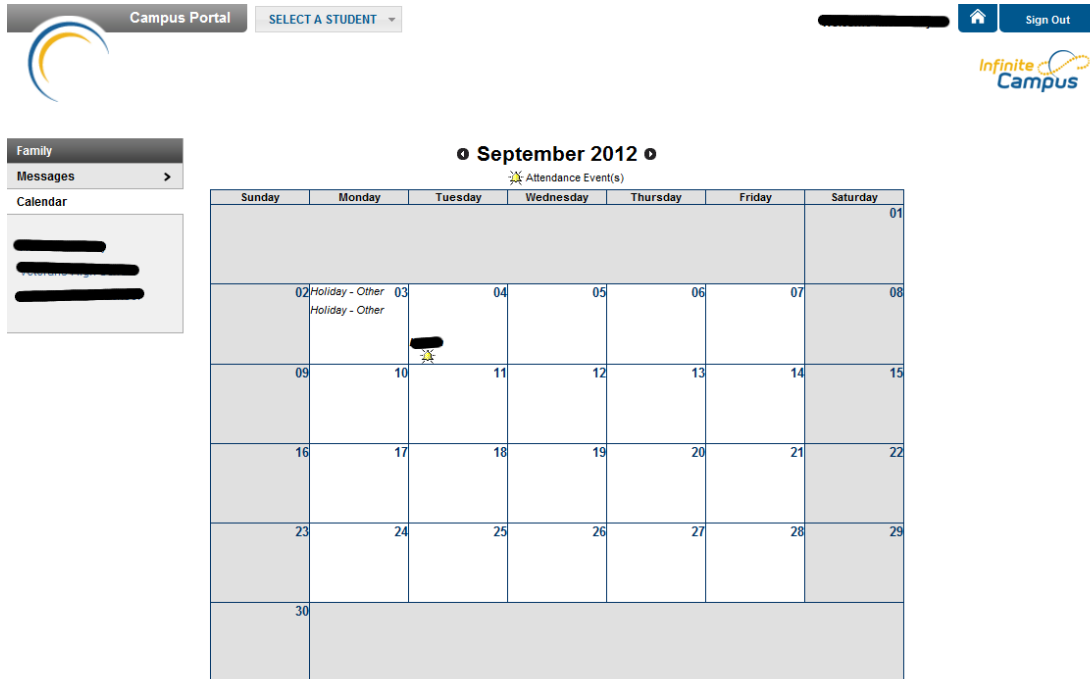 Campus Portal SELECT A STUDENT Sign Out
Infinite
Campus
Family
Messages
Calendar
September 2012
Attendance Event(s)
Sunday Monday Tuesday Wednesday Thursday Friday Saturday
01
02 Holiday - Other 03 04 05 06 07 08
Holiday - Other
09 10 11 12 13 14 15
16 17 18 19 20 21 22
23 24 25 26 27 28 29
30